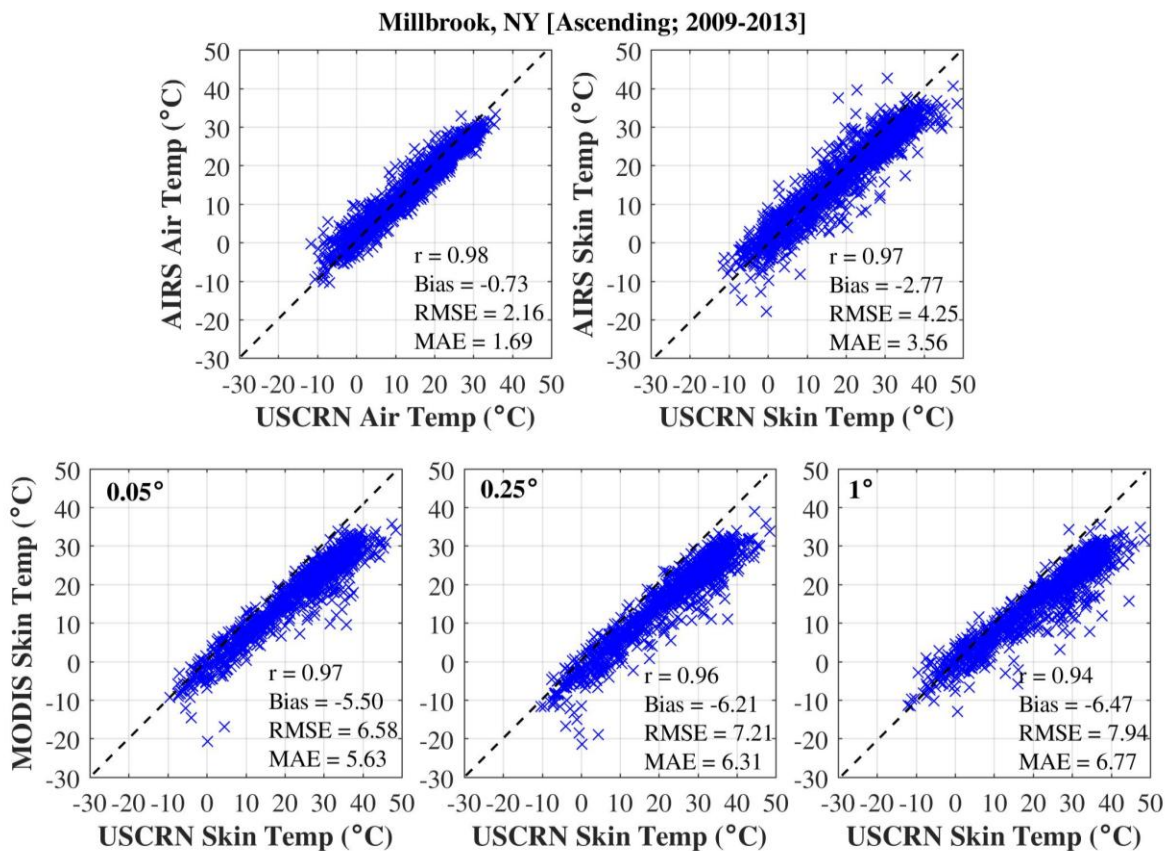 Millbrook, NY [Ascending; 2009-2013]
50
40
30
20
10
0
-10
-20
-30
AIRS Air Temp (°C)
r = 0.98
Bias = -0.73
RMSE = 2.16
MAE = 1.69
-30 -20 -10 0 10 20 30 40 50
USCRN Air Temp (°C)
50
40
30
20
10
0
-10
-20
-30
AIRS Skin Temp (°C)
r = 0.97
Bias = -2.77
RMSE = 4.25
MAE = 3.56
-30 -20 -10 0 10 20 30 40 50
USCRN Skin Temp (°C)
50
40
30
20
10
0
-10
-20
-30
MODIS Skin Temp (°C)
0.05°
r = 0.97
Bias = -5.50
RMSE = 6.58
MAE = 5.63
-30 -20 -10 0 10 20 30 40 50
USCRN Skin Temp (°C)
50
40
30
20
10
0
-10
-20
-30
0.25°
r = 0.96
Bias = -6.21
RMSE = 7.21
MAE = 6.31
-30 -20 -10 0 10 20 30 40 50
USCRN Skin Temp (°C)
50
40
30
20
10
0
-10
-20
-30
1°
r = 0.94
Bias = -6.47
RMSE = 7.94
MAE = 6.77
-30 -20 -10 0 10 20 30 40 50
USCRN Skin Temp (°C)